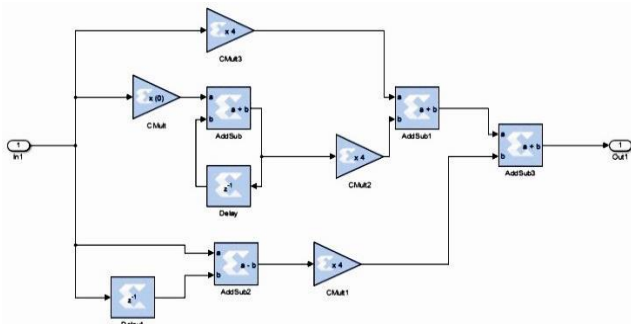 x 4
CMult3
x (0)
CMult
a
b
a + b
AddSub
a
b
a + b
AddSub1
1
In1
z-1
Delay
x 4
CMult2
a
b
a + b
AddSub3
1
Out1
a
b
a - b
AddSub2
x 4
CMult1
z-1